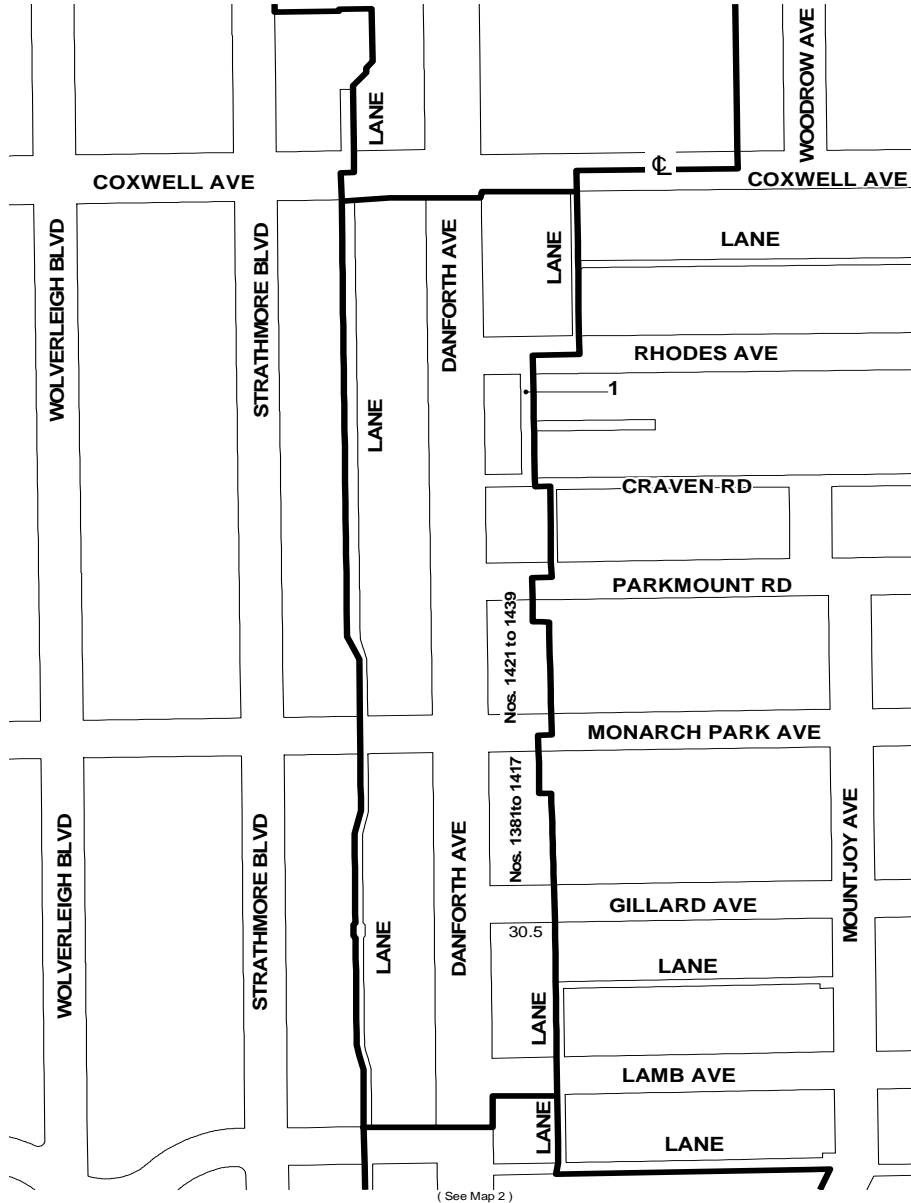 WOODROW AVE
LANE
℄
COXWELL AVE
COXWELL AVE
WOLVERLEIGH BLVD
STRATHMORE BLVD
DANFORTH AVE
LANE
LANE
RHODES AVE
LANE
1
CRAVEN RD
PARKMOUNT RD
Nos. 1421 to 1439
MONARCH PARK AVE
Nos. 1381to 1417
WOLVERLEIGH BLVD
STRATHMORE BLVD
DANFORTH AVE
MOUNTJOY AVE
GILLARD AVE
30.5
LANE
LANE
LANE
LAMB AVE
LANE
LANE
( See Map 2 )